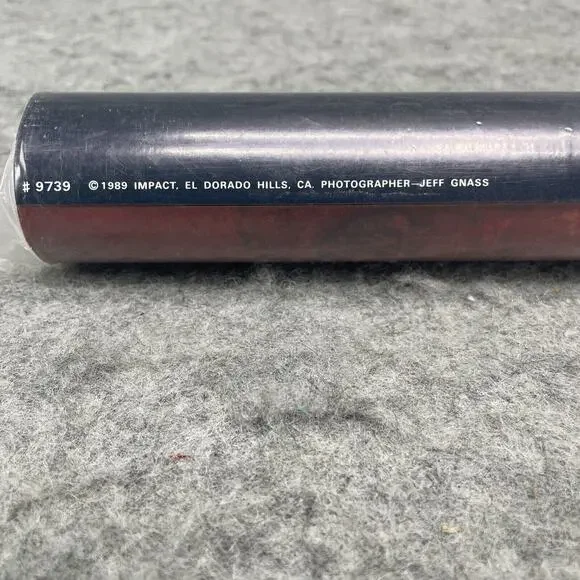 # 9739 © 1989 IMPACT, EL DORADO HILLS, CA. PHOTOGRAPHER—JEFF GNASS